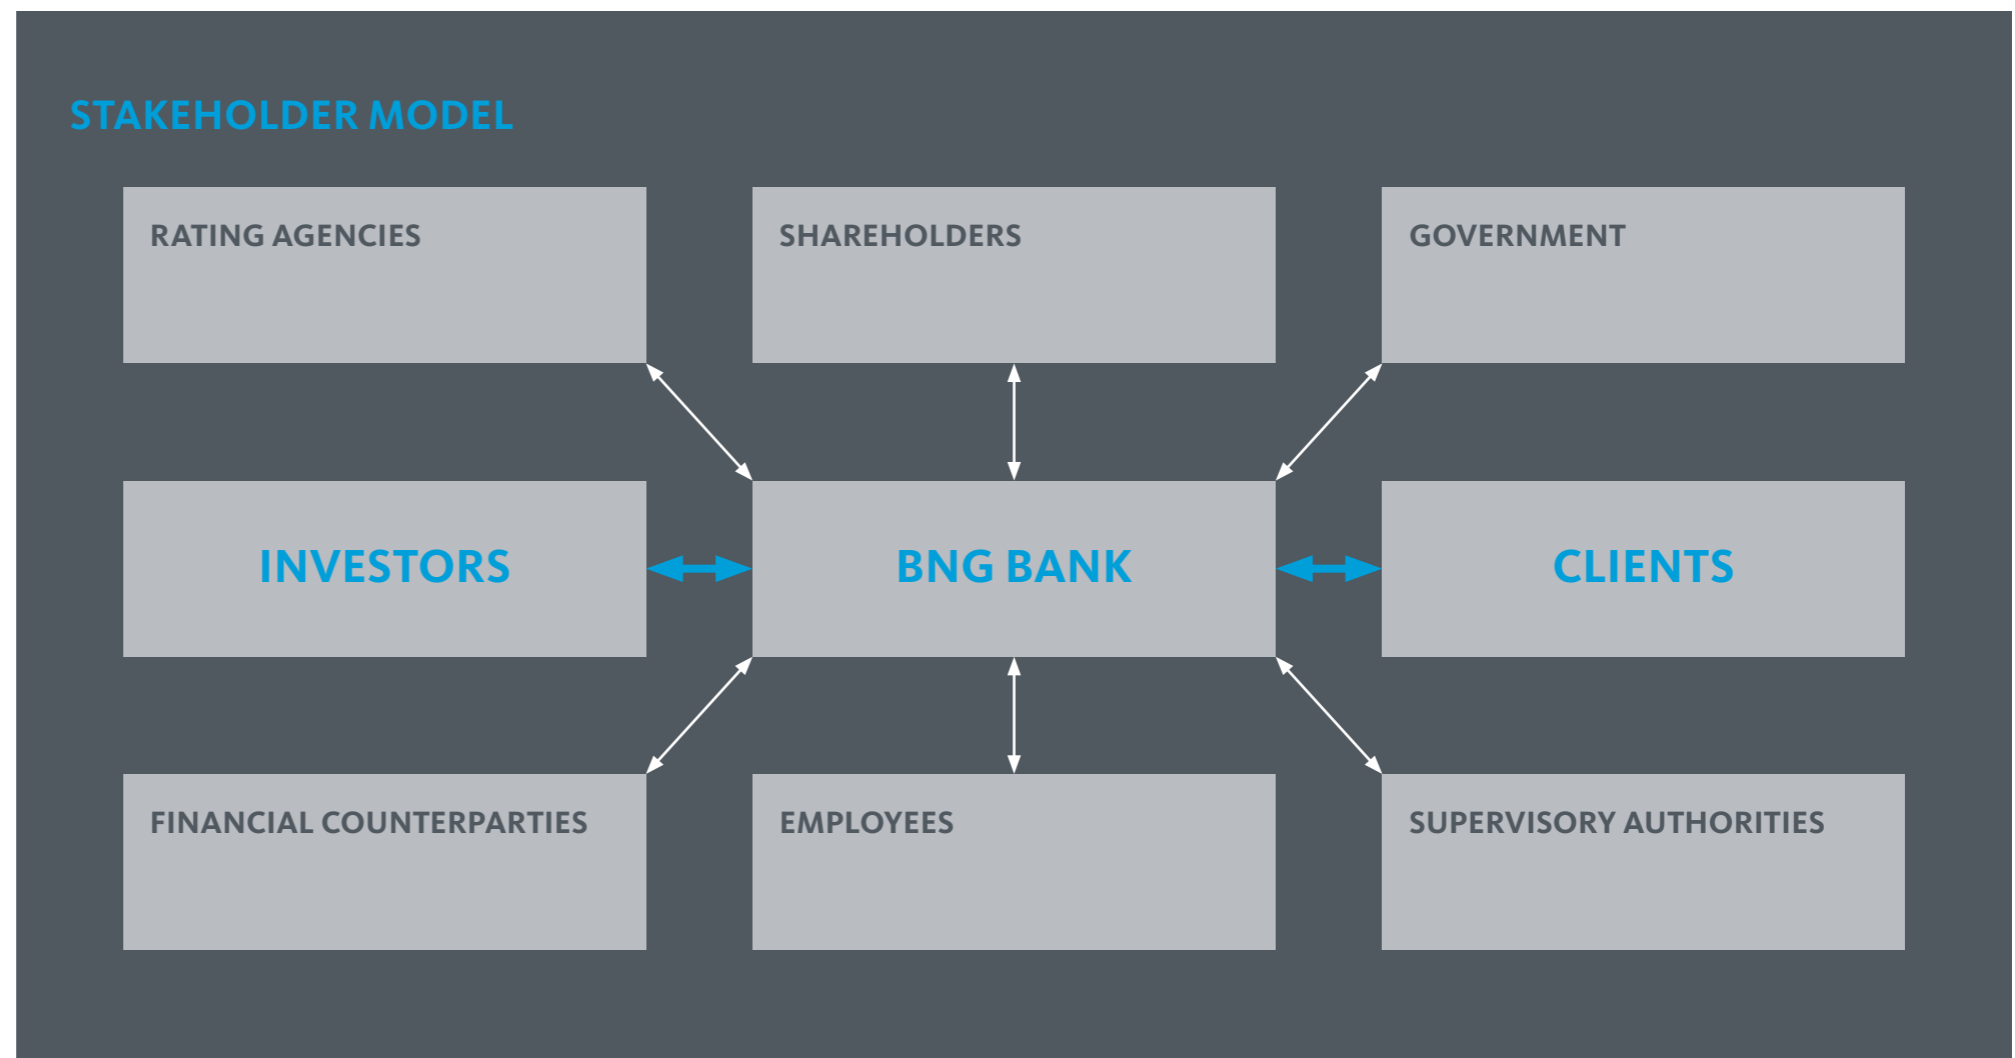 STAKEHOLDER MODEL
RATING AGENCIES
SHAREHOLDERS
GOVERNMENT
INVESTORS
BNG BANK
CLIENTS
FINANCIAL COUNTERPARTIES
EMPLOYEES
SUPERVISORY AUTHORITIES